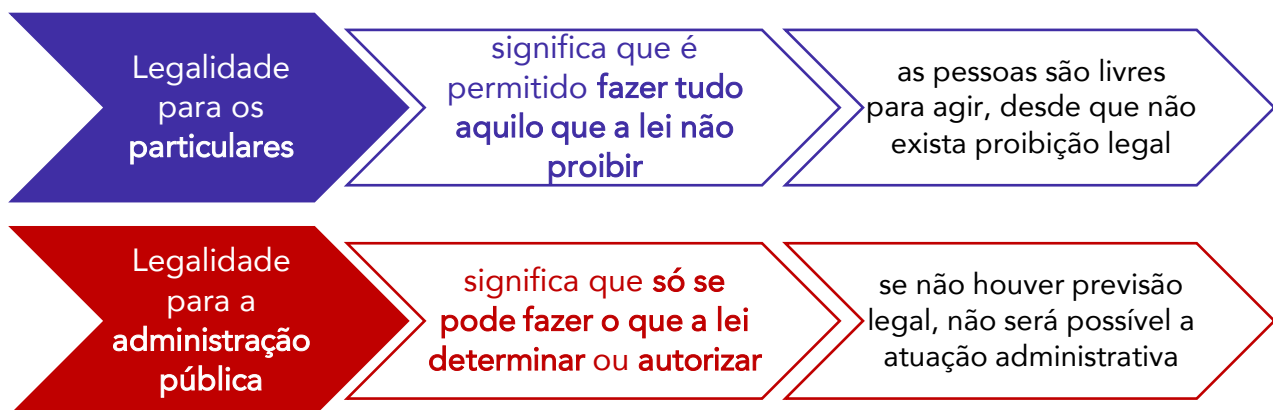 Legalidade
para os
particulares
significa que é
permitido fazer tudo
aquilo que a lei não
proibir
as pessoas são livres
para agir, desde que não
exista proibição legal
Legalidade
para a
administração
pública
significa que só se
pode fazer o que a lei
determinar ou autorizar
se não houver previsão
legal, não será possível a
atuação administrativa